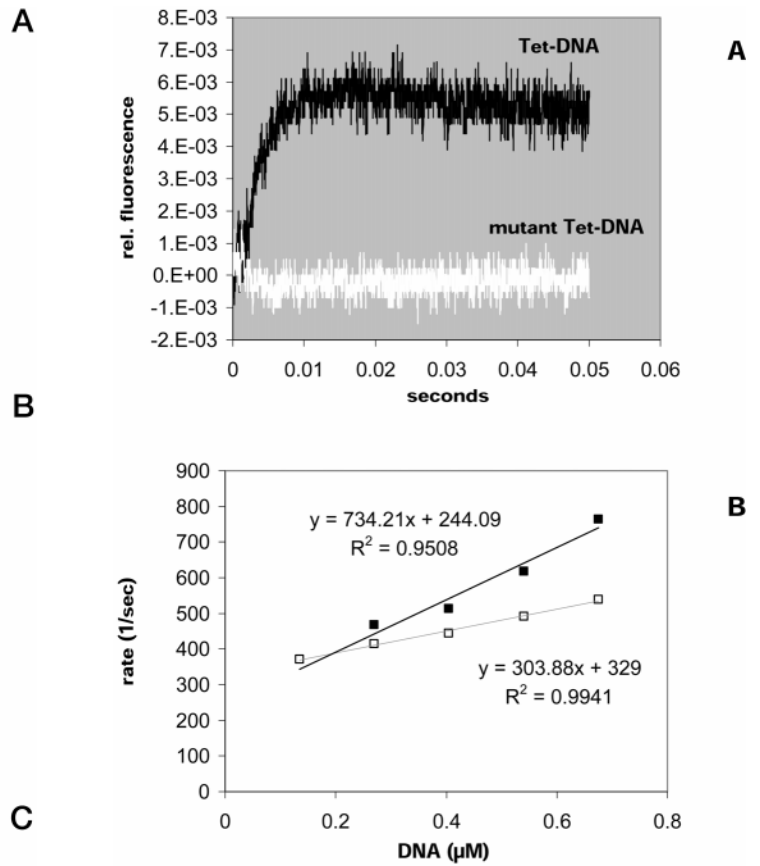 A
8.E-03
7.E-03
6.E-03
5.E-03
4.E-03
3.E-03
2.E-03
1.E-03
0.E+00
-1.E-03
-2.E-03
rel. fluorescence
Tet-DNA
mutant Tet-DNA
A
0 0.01 0.02 0.03 0.04 0.05 0.06
seconds
B
900
800
700
600
500
400
300
200
100
0
rate (1/sec)
y = 734.21x + 244.09
R² = 0.9508
y = 303.88x + 329
R² = 0.9941
B
0 0.2 0.4 0.6 0.8
DNA (µM)
C